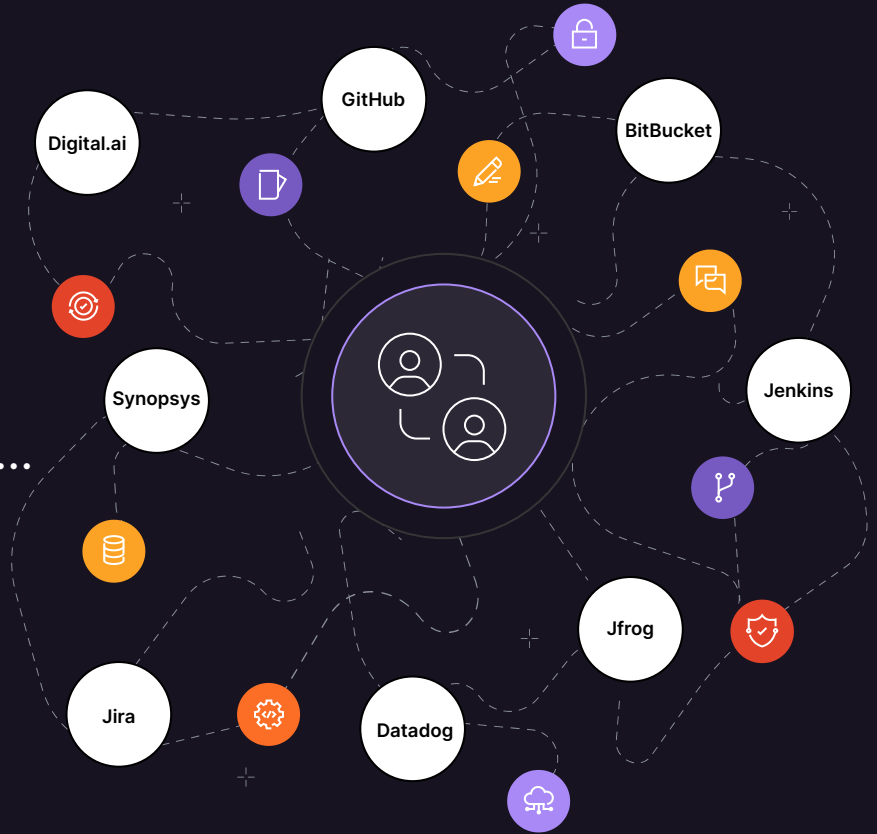 GitHub
BitBucket
Digital.ai
Jenkins
Synopsys
Jfrog
Jira
Datadog